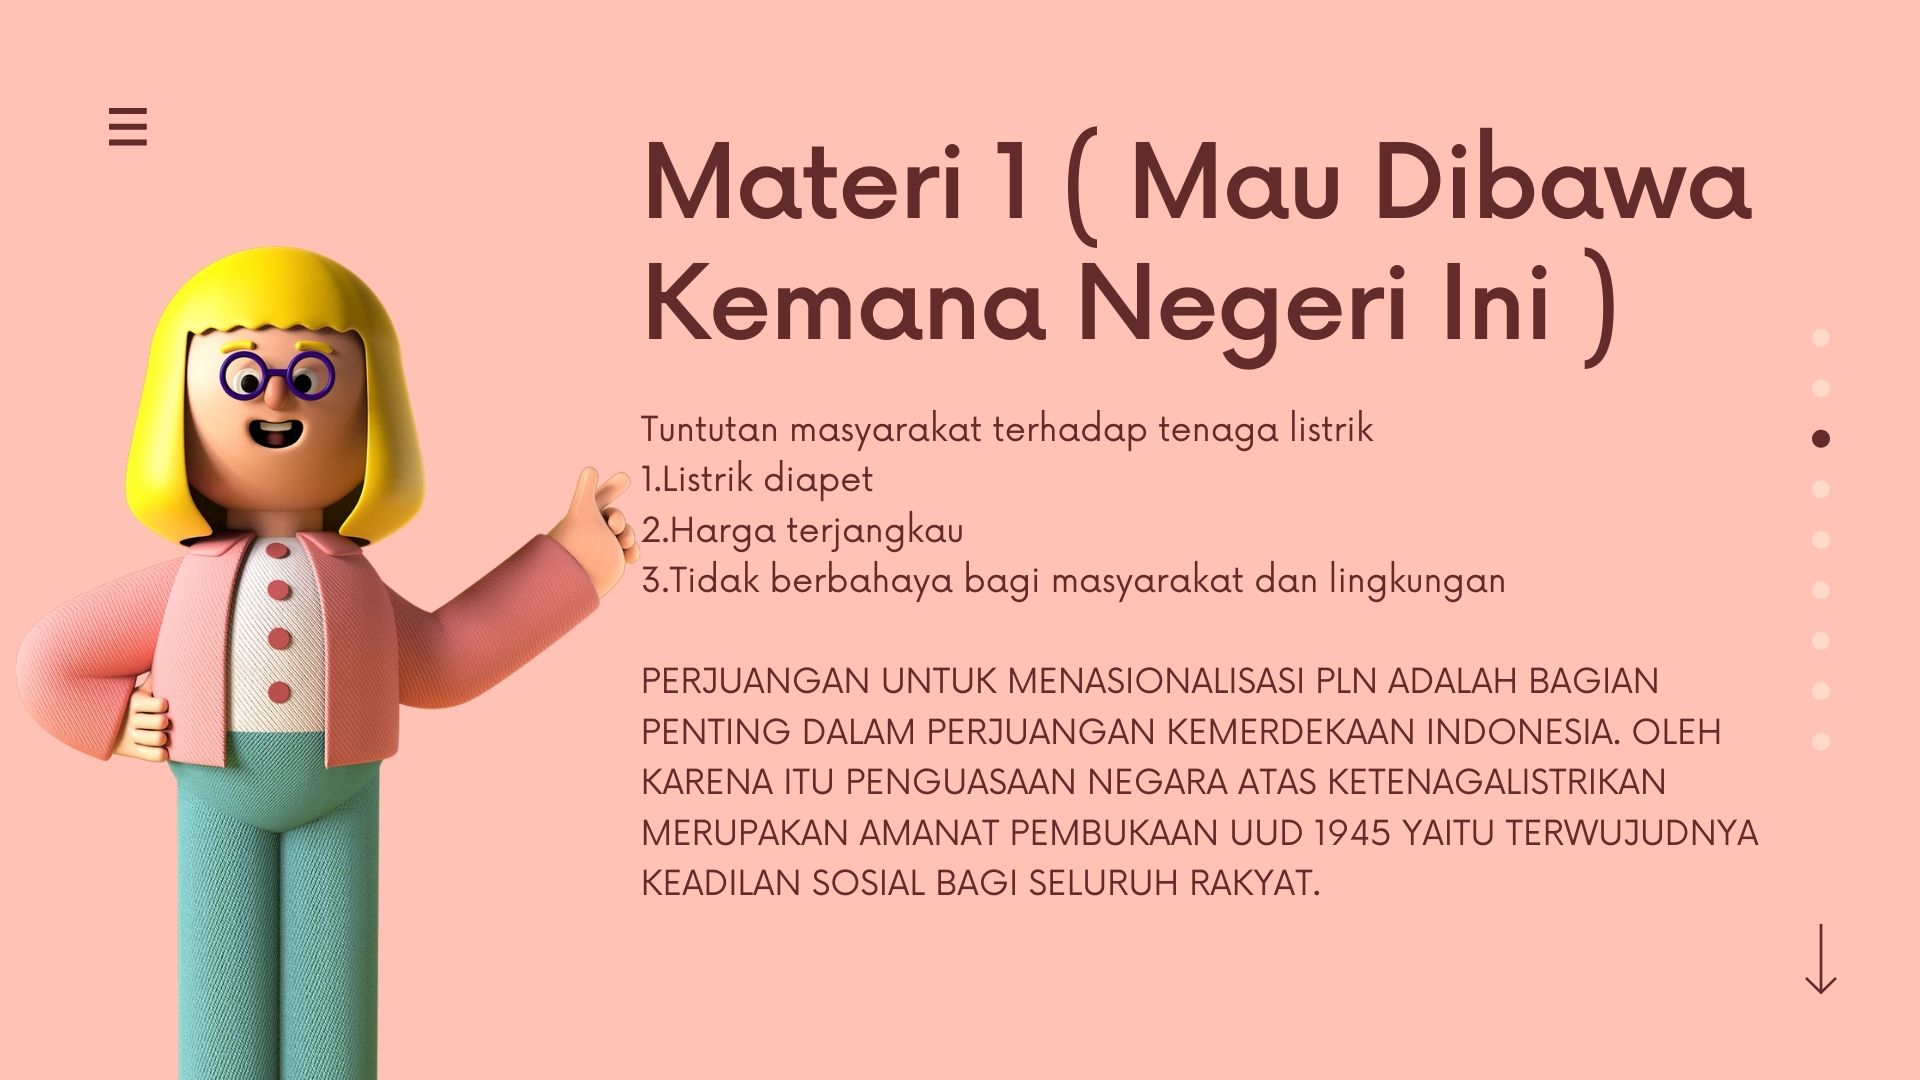 Materi 1 ( Mau Dibawa
Kemana Negeri Ini )
Tuntutan masyarakat terhadap tenaga listrik
1.Listrik diapet
2.Harga terjangkau
3.Tidak berbahaya bagi masyarakat dan lingkungan
PERJUANGAN UNTUK MENASIONALISASI PLN ADALAH BAGIAN
PENTING DALAM PERJUANGAN KEMERDEKAAN INDONESIA. OLEH
KARENA ITU PENGUASAAN NEGARA ATAS KETENAGALISTRIKAN
MERUPAKAN AMANAT PEMBUKAAN UUD 1945 YAITU TERWUJUDNYA
KEADILAN SOSIAL BAGI SELURUH RAKYAT.